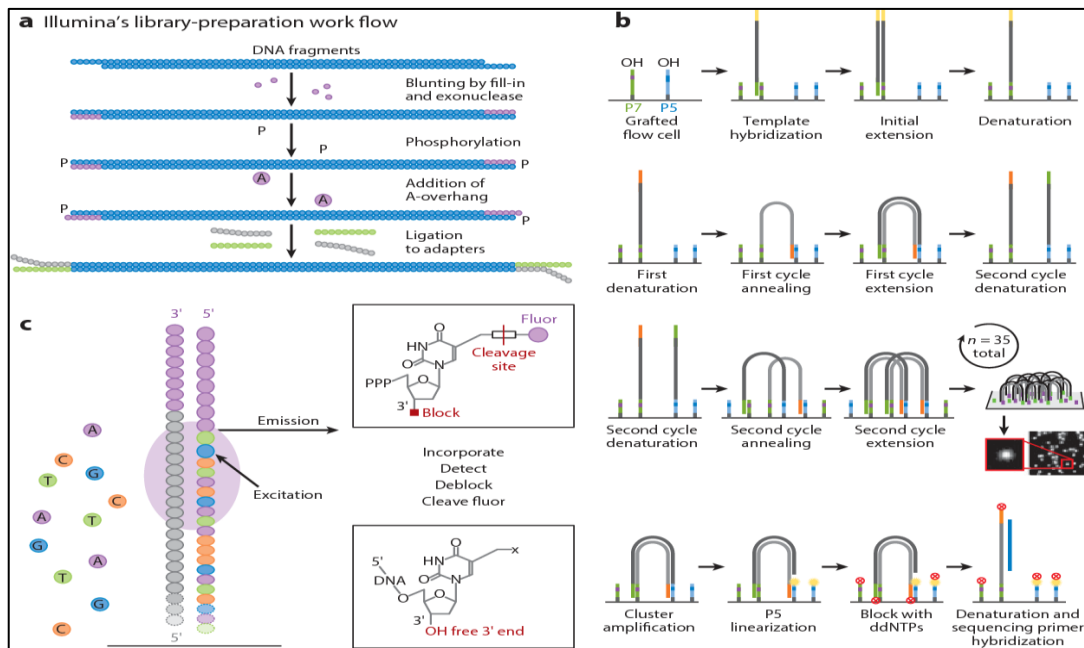 a Illumina's library-preparation work flow
DNA fragments
Blunting by fill-in
and exonuclease
P
P
Phosphorylation
P
P
A
A
Addition of
A-overhang
P
P
Ligation
to adapters
b
OH
OH
P7
P5
Grafted
flow cell
Template
hybridization
Initial
extension
Denaturation
First
denaturation
First cycle
annealing
First cycle
extension
Second cycle
denaturation
n = 35
total
Second cycle
denaturation
Second cycle
annealing
Second cycle
extension
Cluster
amplification
P5
linearization
Block with
ddNTPs
Denaturation and
sequencing primer
hybridization
c
3'
5'
A
C
G
T
C
A
T
G
A
T
G
C
5'
Emission
Excitation
O
Fluor
HN
Cleavage
site
O
N
PPP
O
3'
Block
Incorporate
Detect
Deblock
Cleave fluor
O
x
5'
HN
DNA
O
N
O
O
3'
OH free 3' end